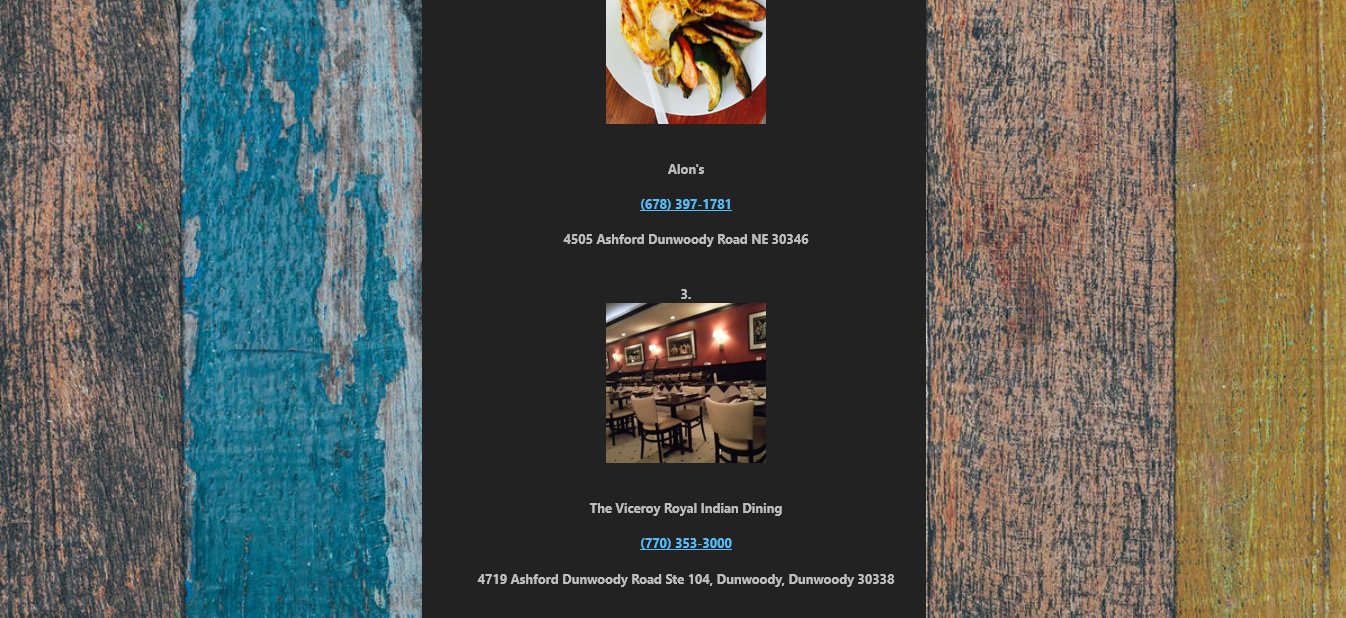 Alon's
(678) 397-1781
4505 Ashford Dunwoody Road NE 30346
3.
The Viceroy Royal Indian Dining
(770) 353-3000
4719 Ashford Dunwoody Road Ste 104, Dunwoody, Dunwoody 30338